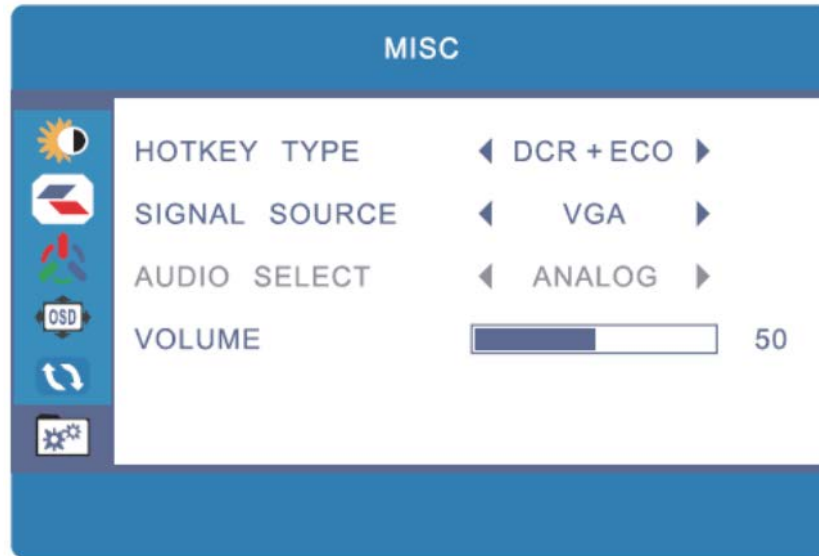 MISC
HOTKEY TYPE DCR + ECO
SIGNAL SOURCE VGA
AUDIO SELECT ANALOG
OSD
VOLUME 50